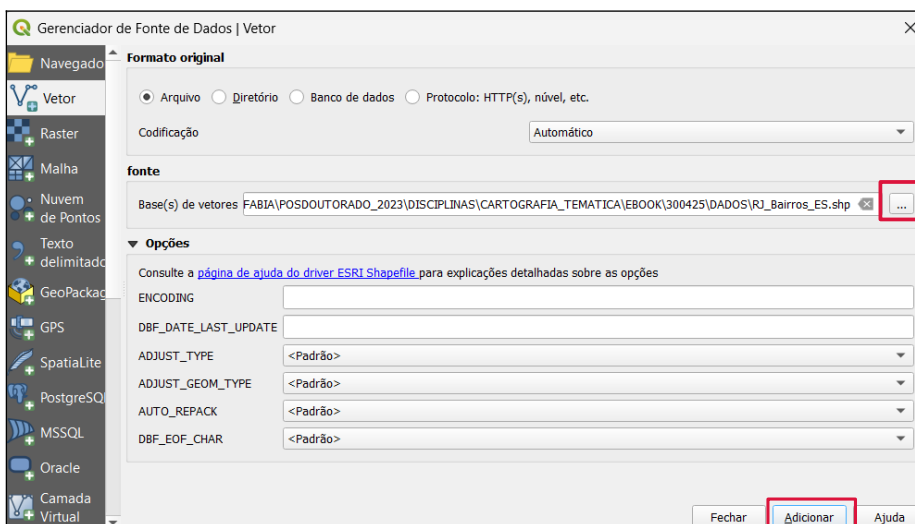 Gerenciador de Fonte de Dados | Vetor
Navegado
Vetor
Raster
Malha
Nuvem
de Pontos
Texto
delimitado
GeoPackag
GPS
SpatiaLite
PostgreSQL
MSSQL
Oracle
Camada
Virtual
Formato original
Arquivo Diretório Banco de dados Protocolo: HTTP(s), núvel, etc.
Codificação Automático
fonte
Base(s) de vetores FABIA\POSDOUTORADO_2023\DISCIPLINAS\CARTOGRAFIA_TEMATICA\EBOOK\300425\DADOS\RJ_Bairros_ES.shp ...
Opções
Consulte a página de ajuda do driver ESRI Shapefile para explicações detalhadas sobre as opções
ENCODING
DBF_DATE_LAST_UPDATE
ADJUST_TYPE <Padrão>
ADJUST_GEOM_TYPE <Padrão>
AUTO_REPACK <Padrão>
DBF_EOF_CHAR <Padrão>
Fechar Adicionar Ajuda